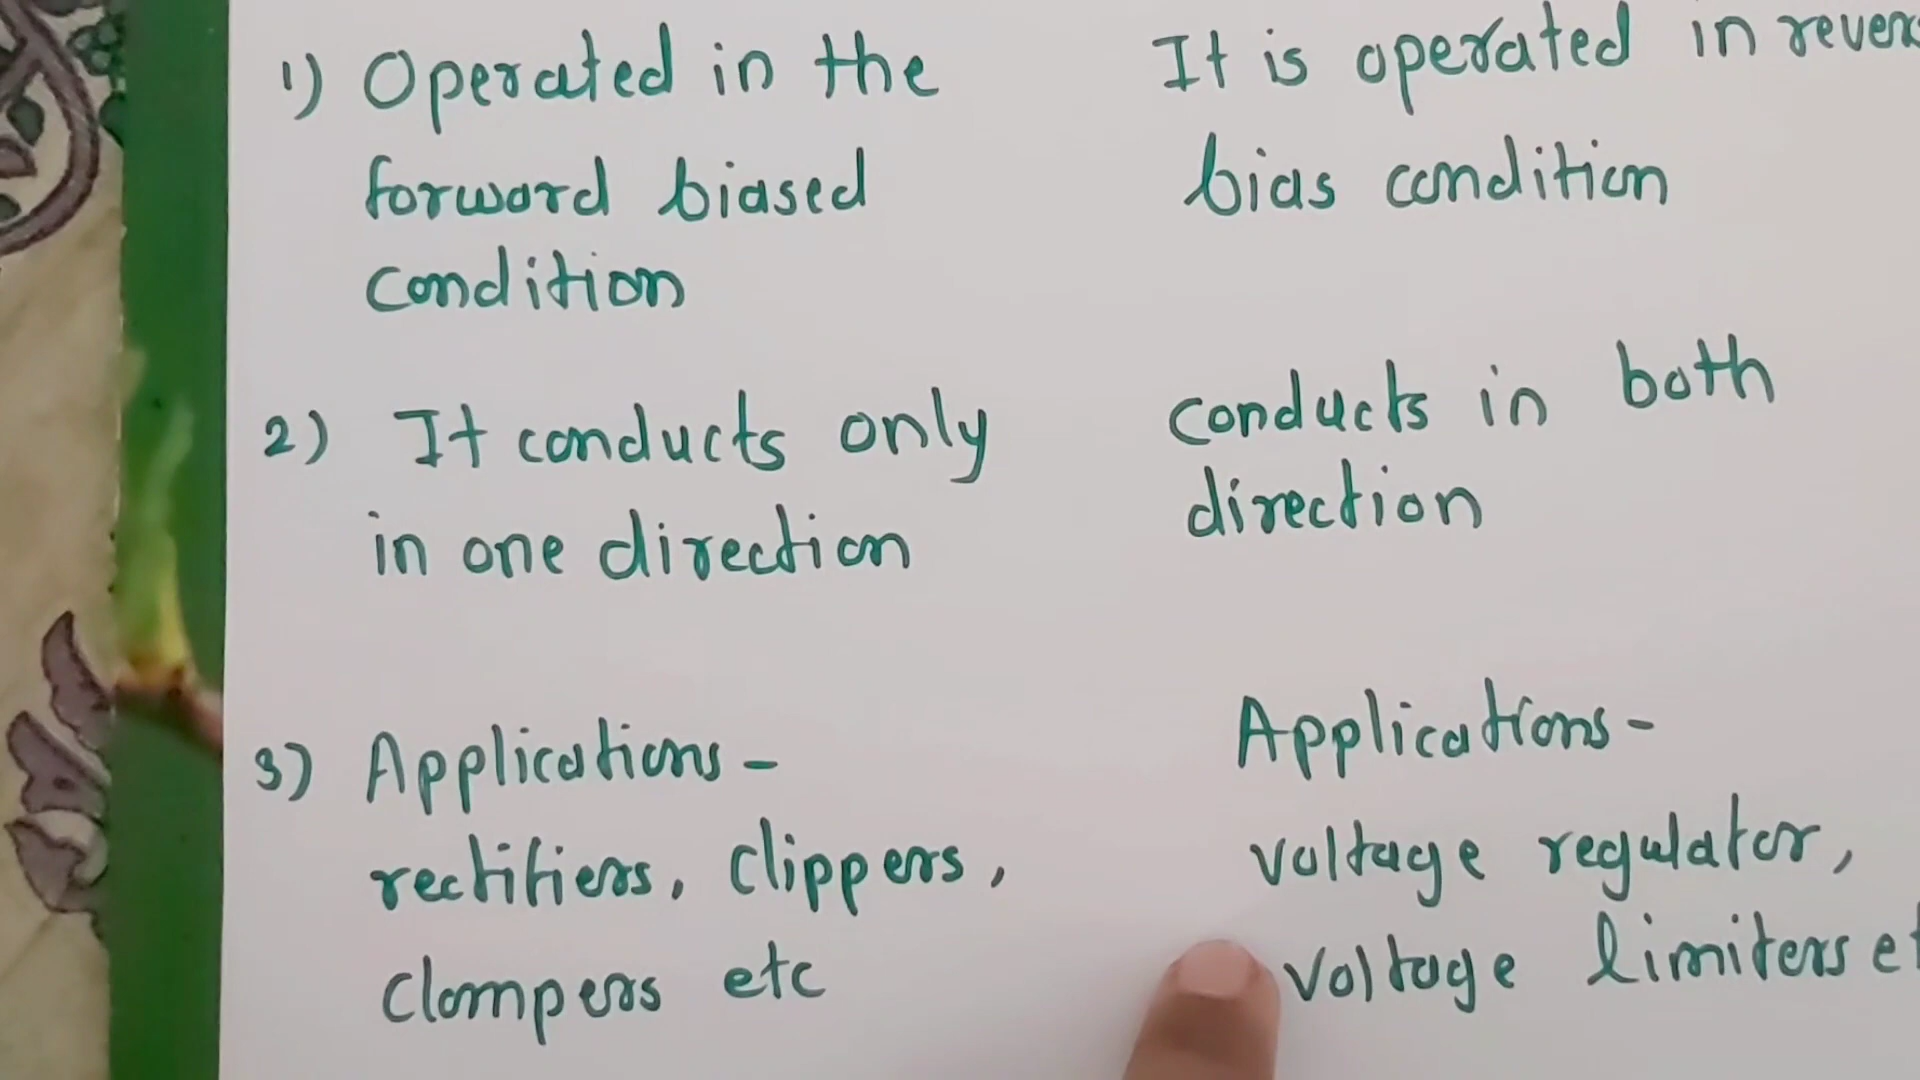 1) Operated in the
forward biased
condition
2) It conducts only
in one direction
3) Applications -
rectifiers, clippers,
Clampers etc
It is operated in
bias condition
conducts in both
direction
Applications -
voltage regulator,
voltage limiters